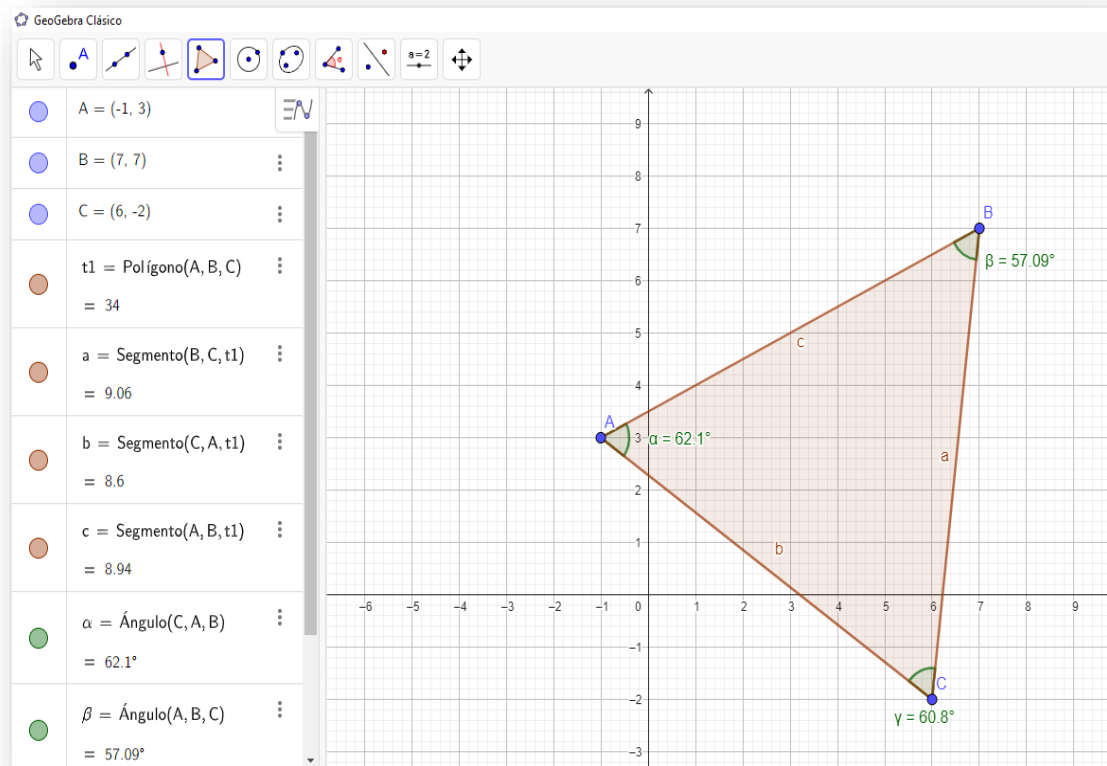 GeoGebra Clásico
A
a=2
A = (-1, 3)
B = (7, 7)
C = (6, -2)
t1 = Polígono(A, B, C)
= 34
a = Segmento(B, C, t1)
= 9.06
b = Segmento(C, A, t1)
= 8.6
c = Segmento(A, B, t1)
= 8.94
α = Ángulo(C, A, B)
= 62.1°
β = Ángulo(A, B, C)
= 57.09°
9
8
7
6
5
4
3
2
1
0
−1
−2
−3
−6 −5 −4 −3 −2 −1 1 2 3 4 5 6 7 8 9
B
β = 57.09°
c
A
α = 62.1°
a
b
C
γ = 60.8°